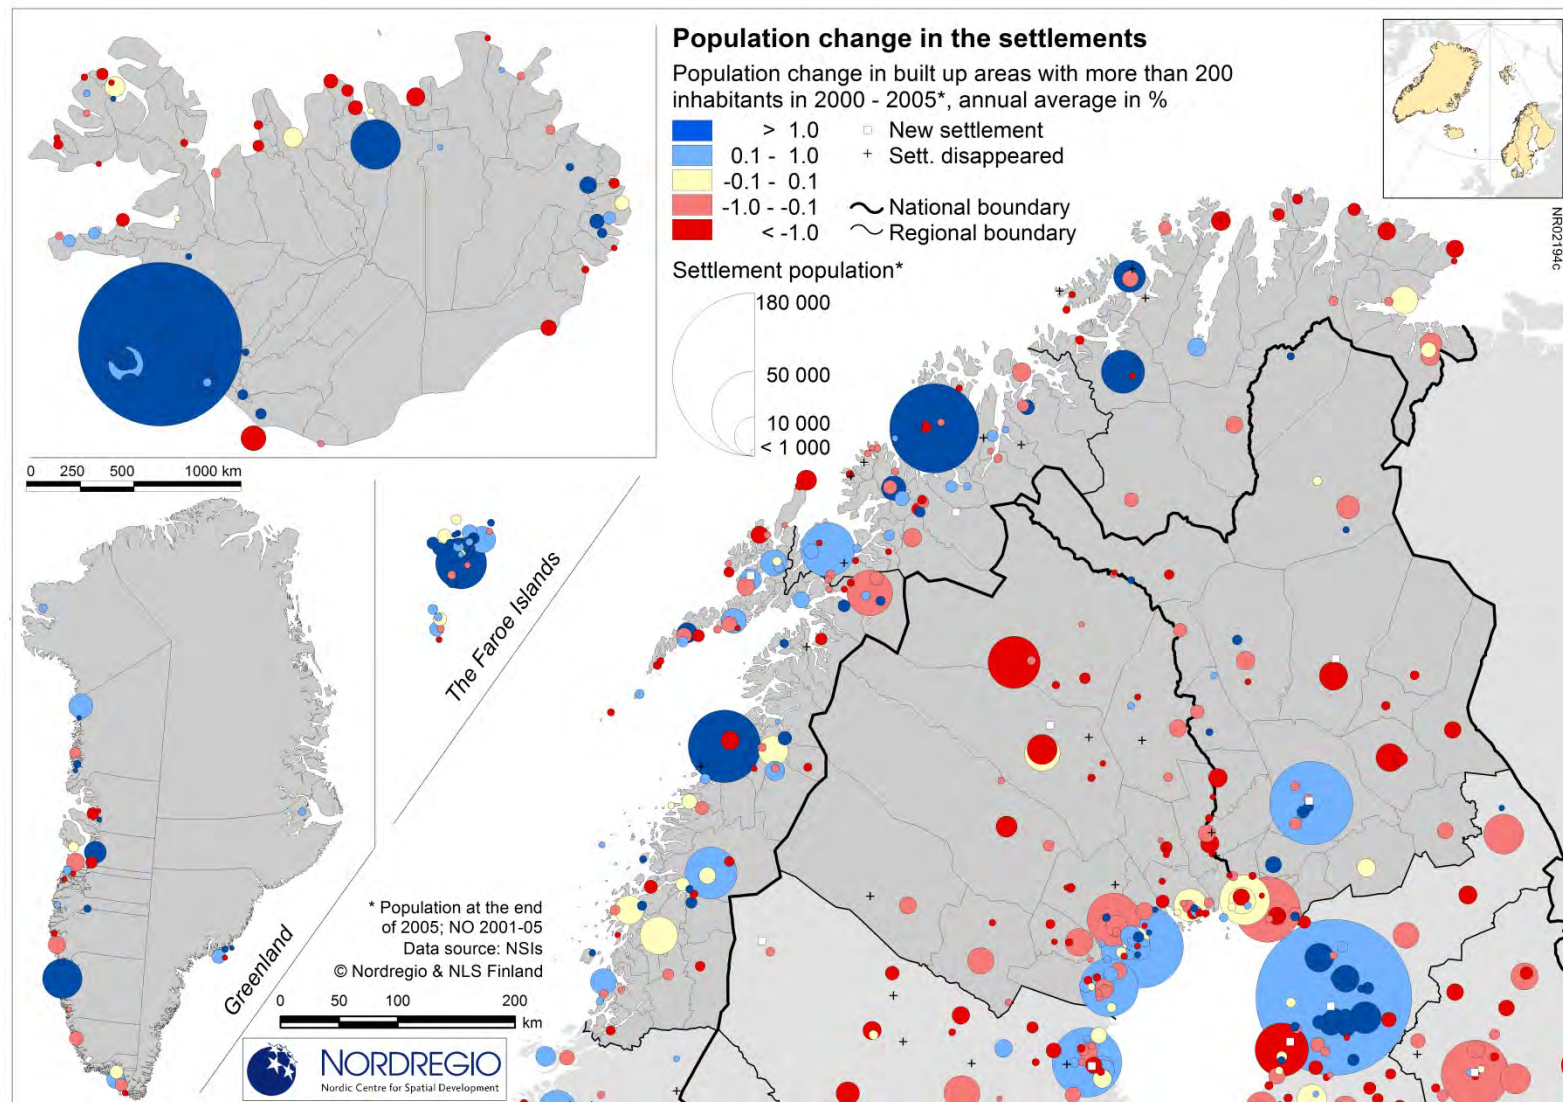 Population change in the settlements
Population change in built up areas with more than 200
inhabitants in 2000 - 2005*, annual average in %
> 1.0
0.1 - 1.0
-0.1 - 0.1
-1.0 - -0.1
< -1.0
New settlement
Sett. disappeared
National boundary
Regional boundary
Settlement population*
180 000
50 000
10 000
< 1 000
NR02194c
0 250 500 1000 km
The Faroe Islands
Greenland
* Population at the end
of 2005; NO 2001-05
Data source: NSIs
© Nordregio & NLS Finland
0 50 100 200
km
NORDREGIO
Nordic Centre for Spatial Development